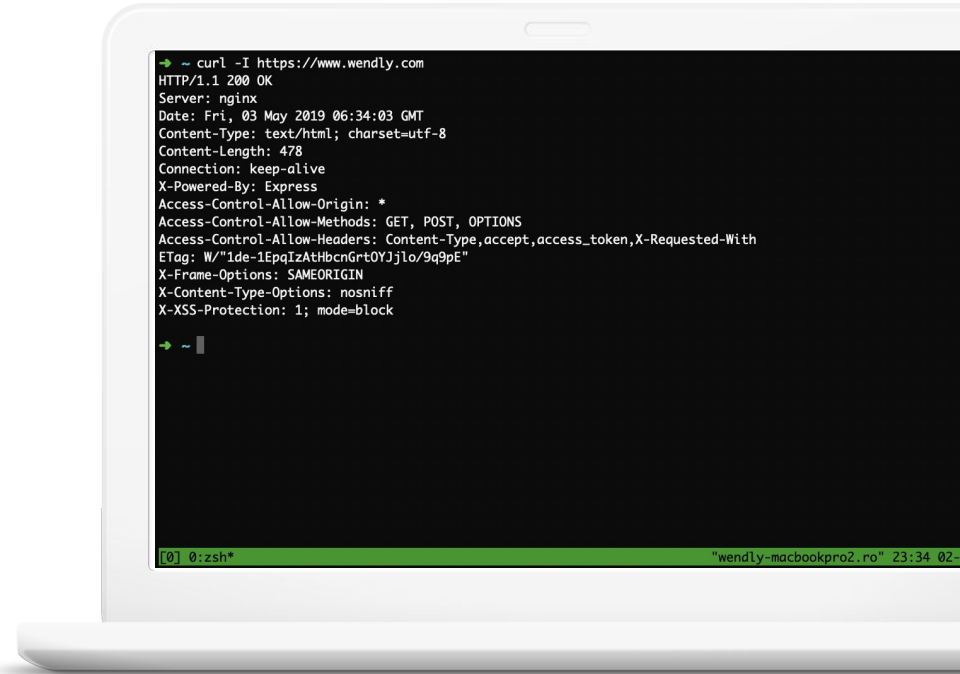 ➜ ~ curl -I https://www.wendly.com
HTTP/1.1 200 OK
Server: nginx
Date: Fri, 03 May 2019 06:34:03 GMT
Content-Type: text/html; charset=utf-8
Content-Length: 478
Connection: keep-alive
X-Powered-By: Express
Access-Control-Allow-Origin: *
Access-Control-Allow-Methods: GET, POST, OPTIONS
Access-Control-Allow-Headers: Content-Type,accept,access_token,X-Requested-With
ETag: W/"1de-1EpqIzAtHbcnGrtOYJjlo/9q9pE"
X-Frame-Options: SAMEORIGIN
X-Content-Type-Options: nosniff
X-XSS-Protection: 1; mode=block
➜ ~
[0] 0:zsh* "wendly-macbookpro2.ro" 23:34 02-